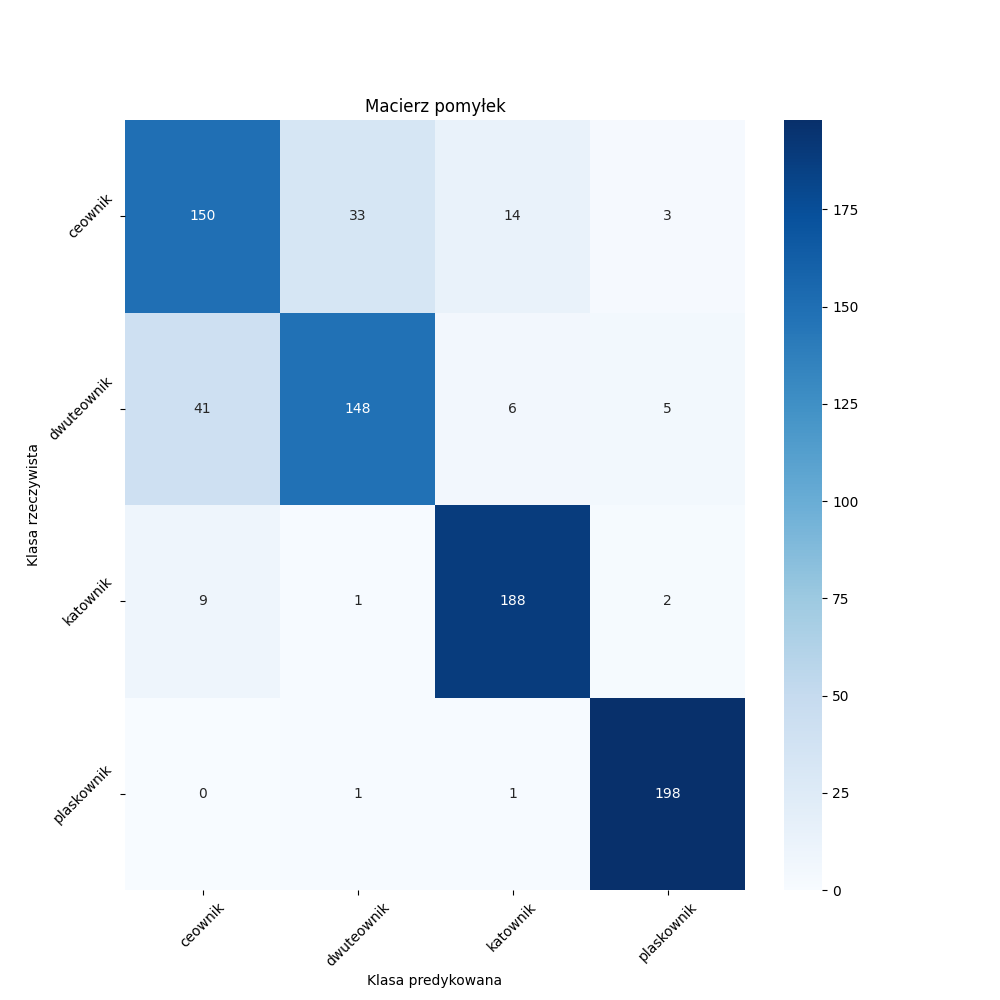 Macierz pomyłek
Klasa rzeczywista
ceownik
150 33 14 3
dwuteownik
41 148 6 5
katownik
9 1 188 2
plaskownik
0 1 1 198
ceownik dwuteownik katownik plaskownik
Klasa predykowana
175
150
125
100
75
50
25
0